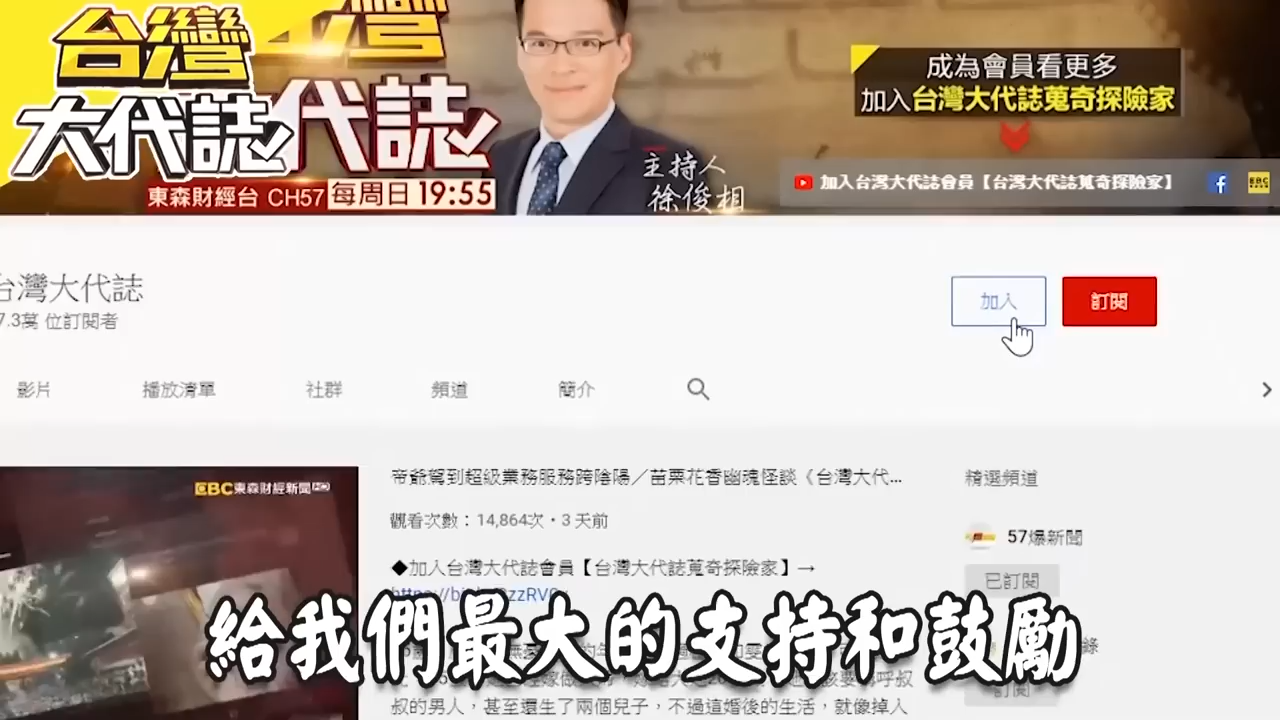 台灣
大代誌
灣
代誌
東森財經台 CH57 每周日 19:55
主持人
徐俊相
成為會員看更多
加入台灣大代誌蒐奇探險家
加入台灣大代誌會員【台灣大代誌蒐奇探險家】
EBC
台灣大代誌
7.3萬 位訂閱者
加入
訂閱
影片
播放清單
社群
頻道
簡介
EBC東森財經新聞HD
帝爺駕到超級業務服務跨陰陽／苗栗花香幽魂怪談《台灣大代...
觀看次數：14,864次・3 天前
◆加入台灣大代誌會員【台灣大代誌蒐奇探險家】→
精選頻道
57爆新聞
已訂閱
給我們最大的支持和鼓勵
訂閱
叔的男人，甚至還生了兩個兒子，不過這婚後的生活，就像掉入